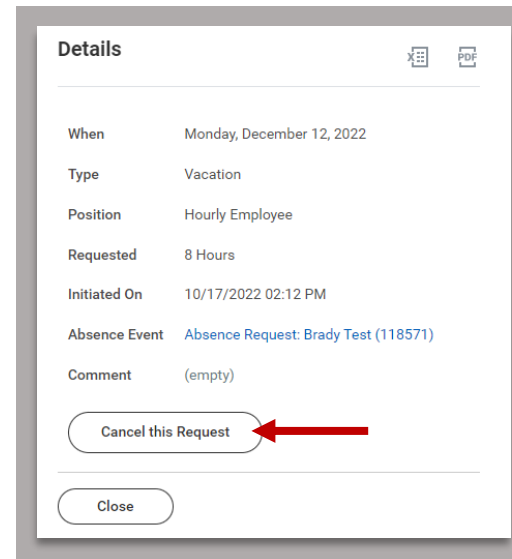 Details
PDF
When Monday, December 12, 2022
Type Vacation
Position Hourly Employee
Requested 8 Hours
Initiated On 10/17/2022 02:12 PM
Absence Event Absence Request: Brady Test (118571)
Comment (empty)
Cancel this Request
Close